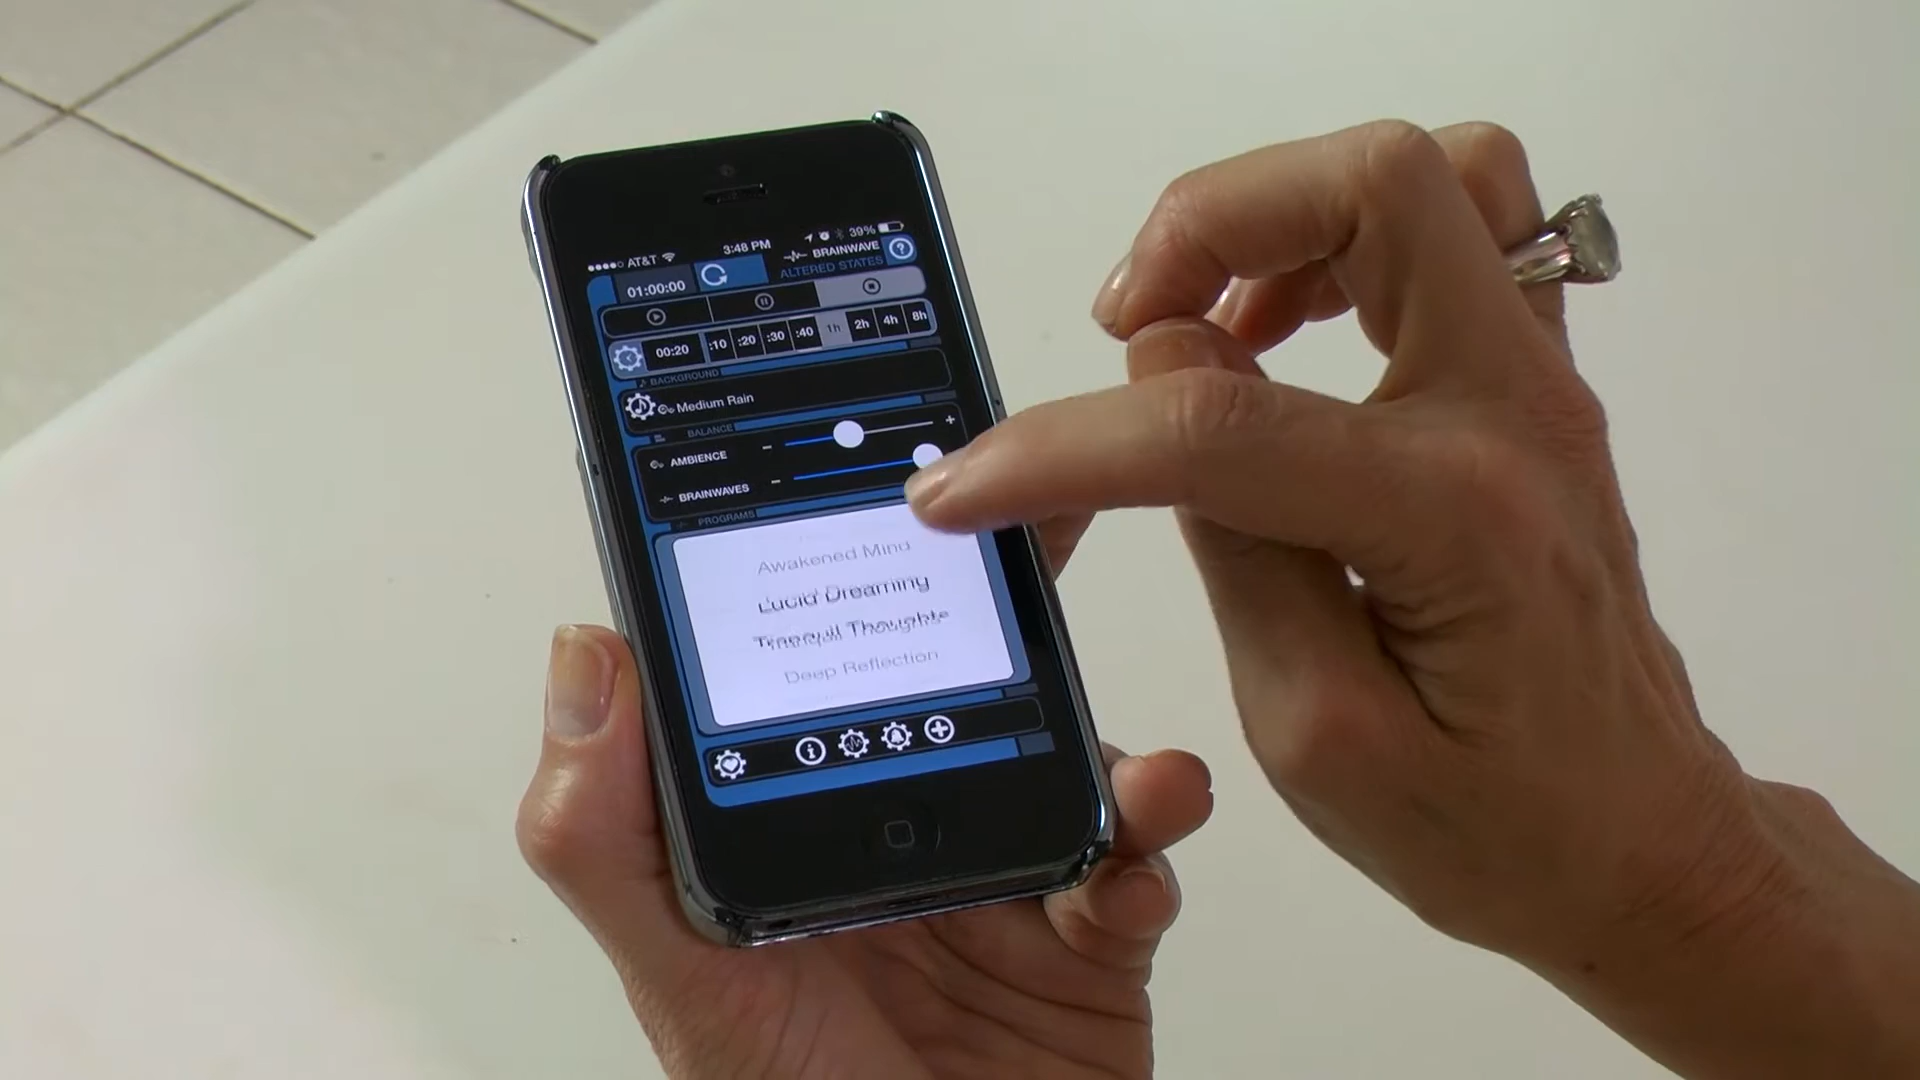 AT&T 3:48 PM 39%
01:00:00 BRAINWAVE
ALTERED STATES
00:20 :10 :20 :30 :40 1h 2h 4h 8h
BACKGROUND
Medium Rain
BALANCE
AMBIENCE - +
BRAINWAVES -
PROGRAMS
Awakened Mind
Lucid Dreaming
Tranquil Thoughts
Deep Reflection